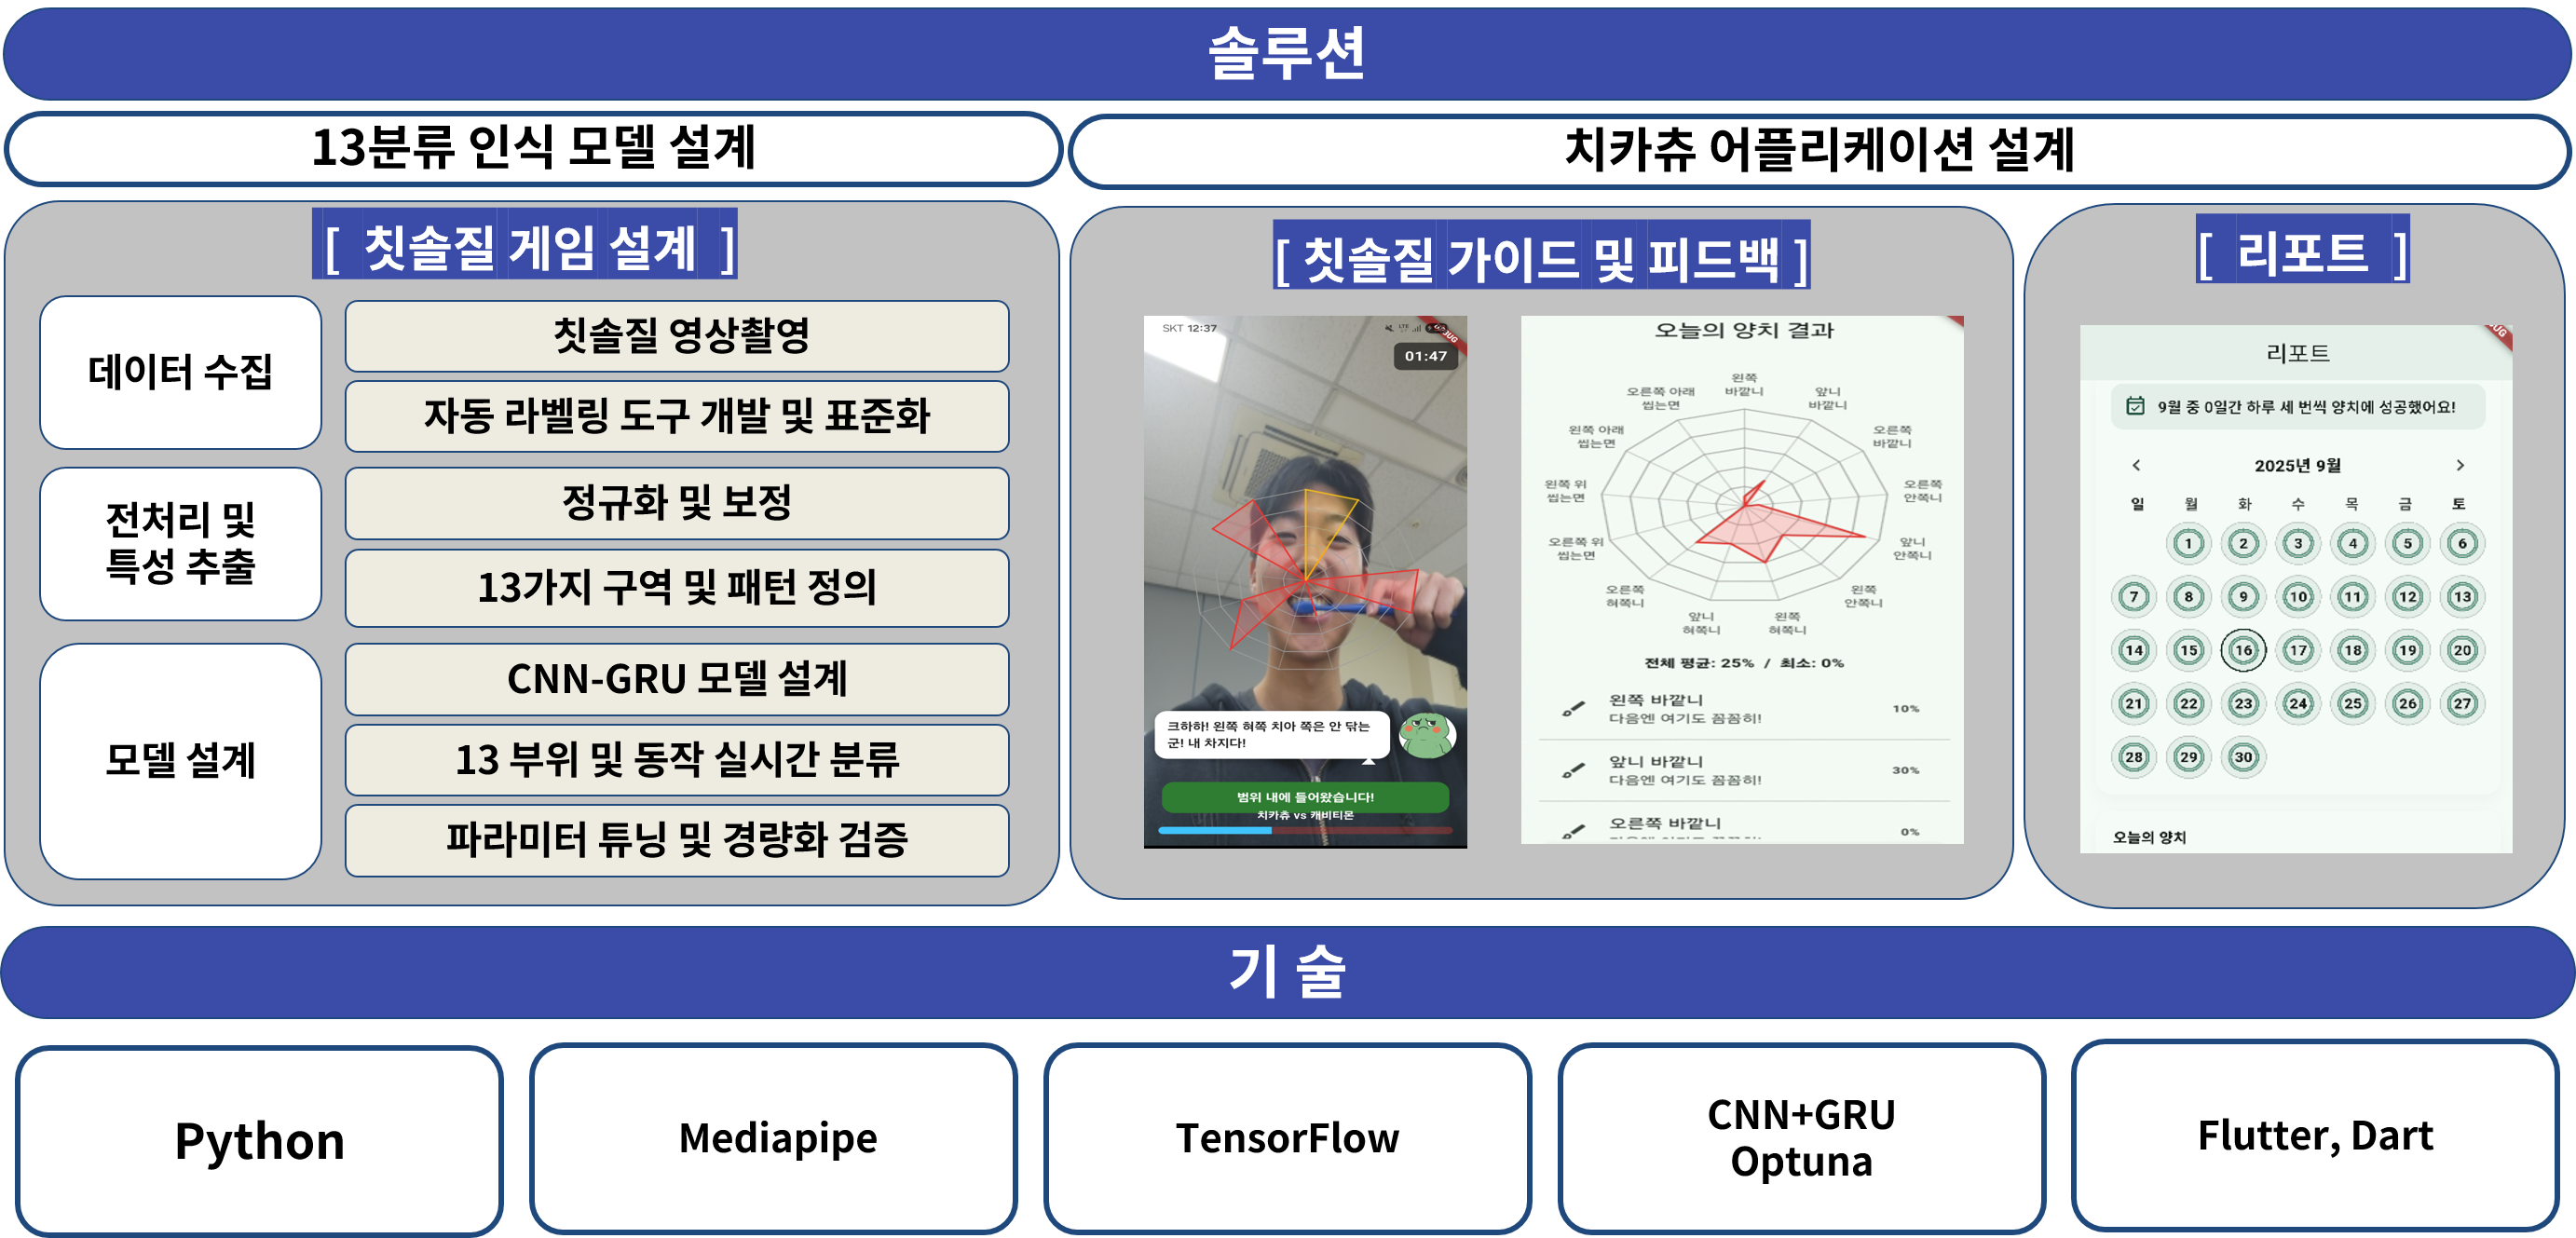 솔루션
13분류 인식 모델 설계
치카츄 어플리케이션 설계
[ 칫솔질 게임 설계 ]
데이터 수집
칫솔질 영상촬영
자동 라벨링 도구 개발 및 표준화
전처리 및
특성 추출
정규화 및 보정
13가지 구역 및 패턴 정의
모델 설계
CNN-GRU 모델 설계
13 부위 및 동작 실시간 분류
파라미터 튜닝 및 경량화 검증
[ 칫솔질 가이드 및 피드백 ]
SKT 12:37
01:47
크하하! 왼쪽 혀쪽 치아 쪽은 안 닦는
군! 내 차지다!
범위 내에 들어왔습니다!
치카츄 vs 캐비티몬
오늘의 양치 결과
왼쪽
바깥니
앞니
바깥니
오른쪽
바깥니
오른쪽
안쪽니
앞니
안쪽니
왼쪽
안쪽니
왼쪽
혀쪽니
앞니
혀쪽니
오른쪽
혀쪽니
오른쪽 위
씹는면
왼쪽 위
씹는면
왼쪽 아래
씹는면
오른쪽 아래
씹는면
전체 평균: 25% / 최소: 0%
왼쪽 바깥니
다음엔 여기도 꼼꼼히!
10%
앞니 바깥니
다음엔 여기도 꼼꼼히!
30%
오른쪽 바깥니
0%
[ 리포트 ]
리포트
9월 중 0일간 하루 세 번씩 양치에 성공했어요!
2025년 9월
일 월 화 수 목 금 토
1 2 3 4 5 6
7 8 9 10 11 12 13
14 15 16 17 18 19 20
21 22 23 24 25 26 27
28 29 30
오늘의 양치
기 술
Python
Mediapipe
TensorFlow
CNN+GRU
Optuna
Flutter, Dart